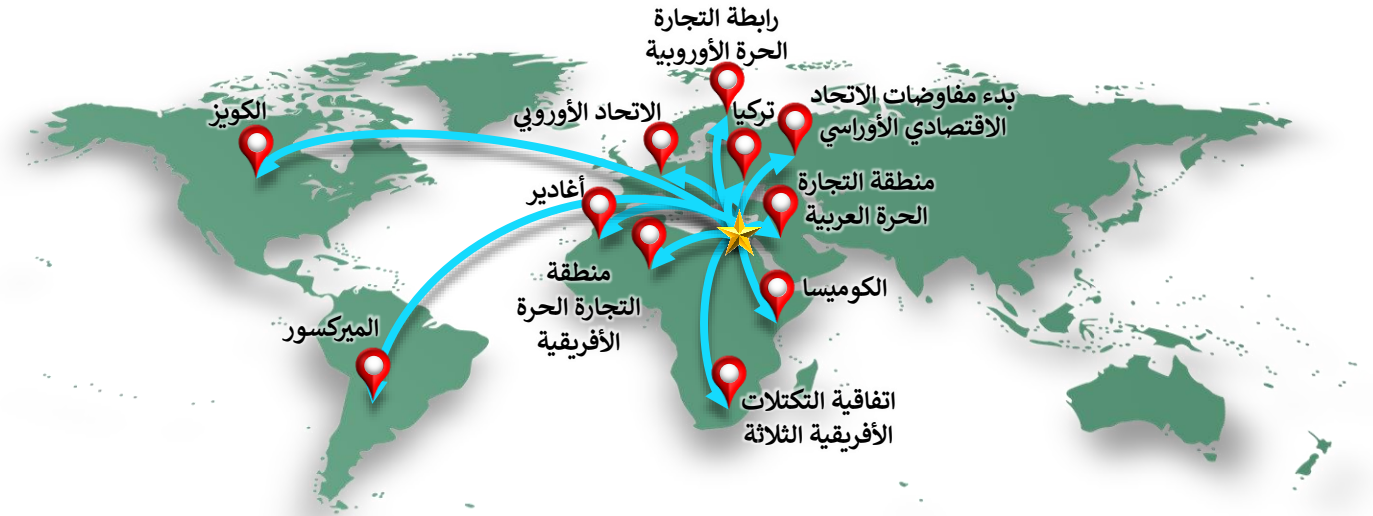 رابطة التجارة
الحرة الأوروبية
بدء مفاوضات الاتحاد
الاقتصادي الأوراسي
تركيا
الاتحاد الأوروبي
الكويز
منطقة التجارة
الحرة العربية
أغادير
منطقة
التجارة الحرة
الأفريقية
الكوميسا
الميركسور
اتفاقية التكتلات
الأفريقية الثلاثة